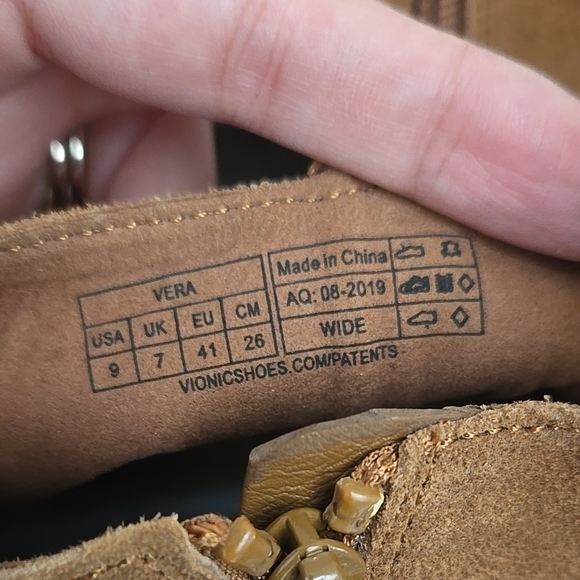 VERA
USA UK EU CM
9 7 41 26
Made in China
AQ: 08-2019
WIDE
VIONICSHOES.COM/PATENTS